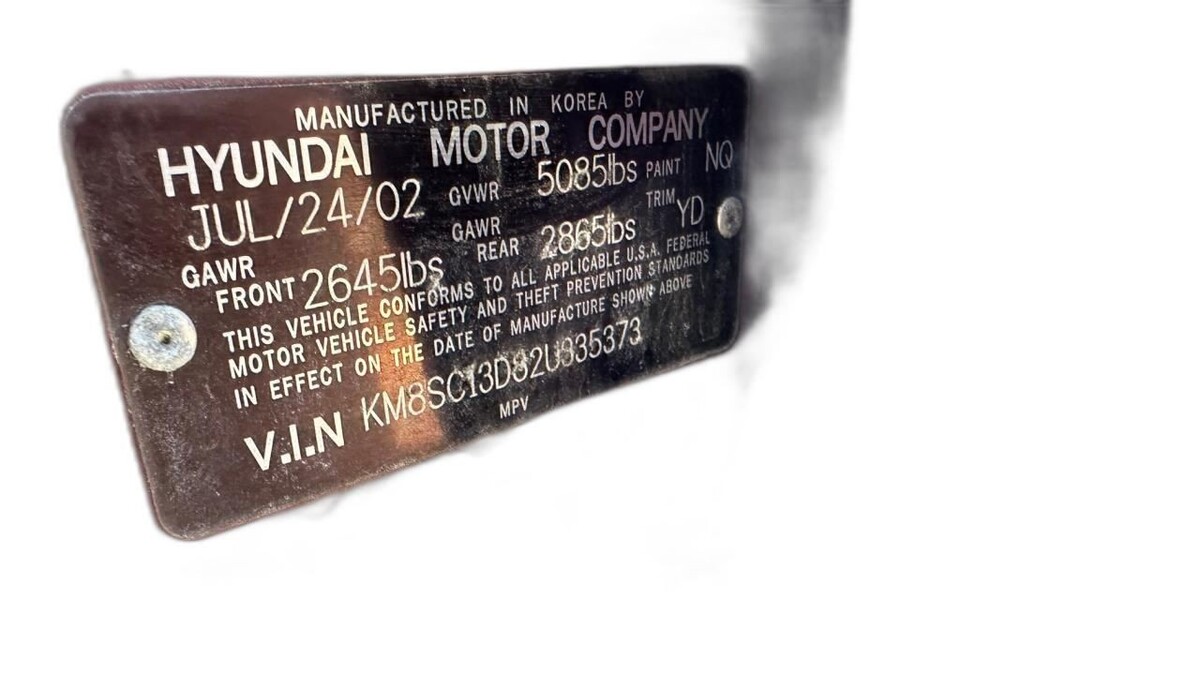 MANUFACTURED IN KOREA BY
HYUNDAI MOTOR COMPANY
JUL/24/02 GVWR 5085lbs PAINT NQ
GAWR FRONT 2645lbs GAWR REAR 2865lbs TRIM YD
THIS VEHICLE CONFORMS TO ALL APPLICABLE U.S.A. FEDERAL
MOTOR VEHICLE SAFETY AND THEFT PREVENTION STANDARDS
IN EFFECT ON THE DATE OF MANUFACTURE SHOWN ABOVE
V.I.N KM8SC13D82U335373
MPV